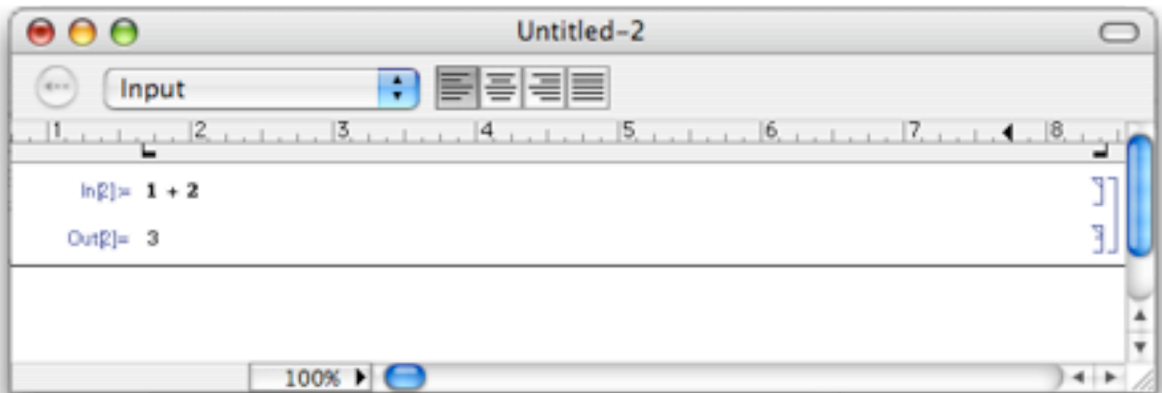 Untitled-2
Input
1 2 3 4 5 6 7 8
In[2]:= 1 + 2
Out[2]= 3
100%